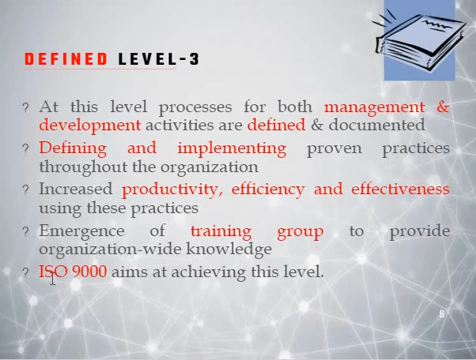 DEFINED LEVEL-3
? At this level processes for both management &
development activities are defined & documented
? Defining and implementing proven practices
throughout the organization
? Increased productivity, efficiency and effectiveness
using these practices
? Emergence of training group to provide
organization-wide knowledge
? ISO 9000 aims at achieving this level.
8